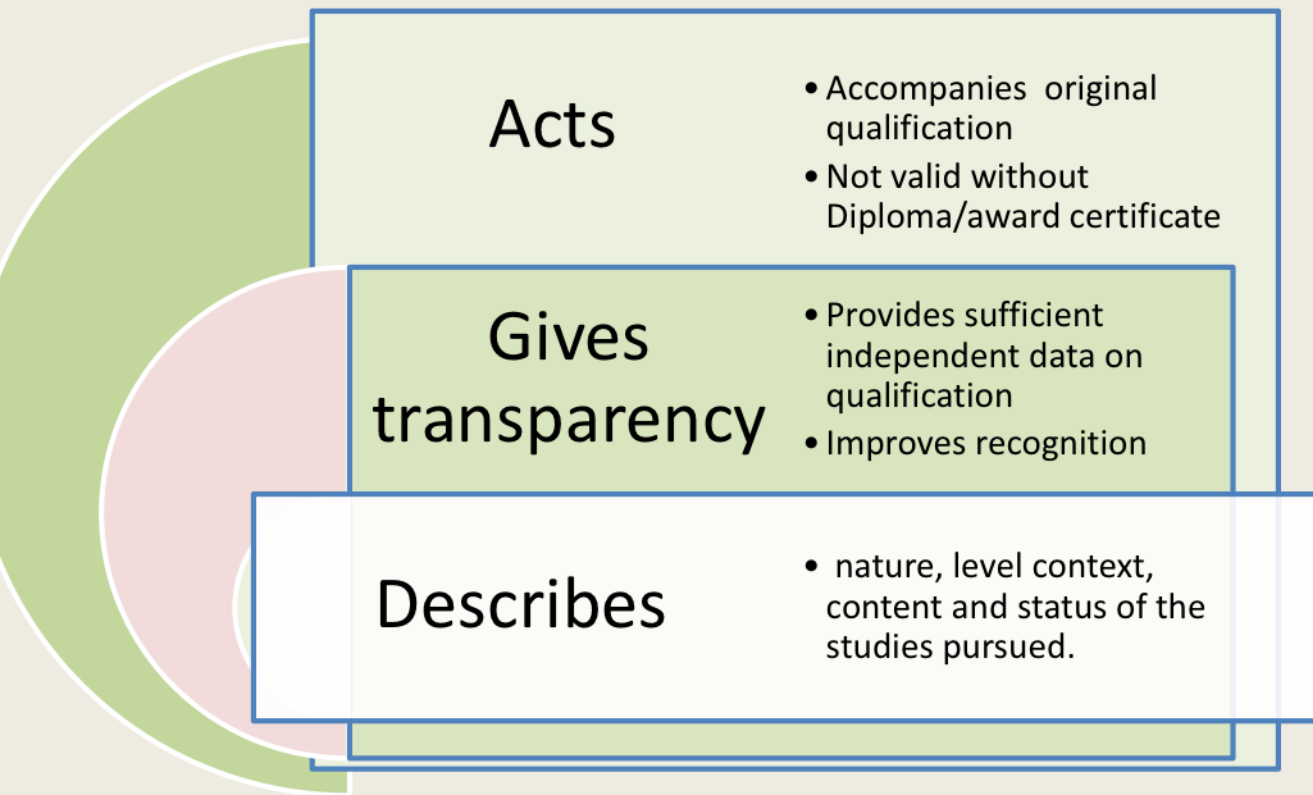 Acts
• Accompanies original
qualification
• Not valid without
Diploma/award certificate
Gives
transparency
• Provides sufficient
independent data on
qualification
• Improves recognition
Describes
• nature, level context,
content and status of the
studies pursued.